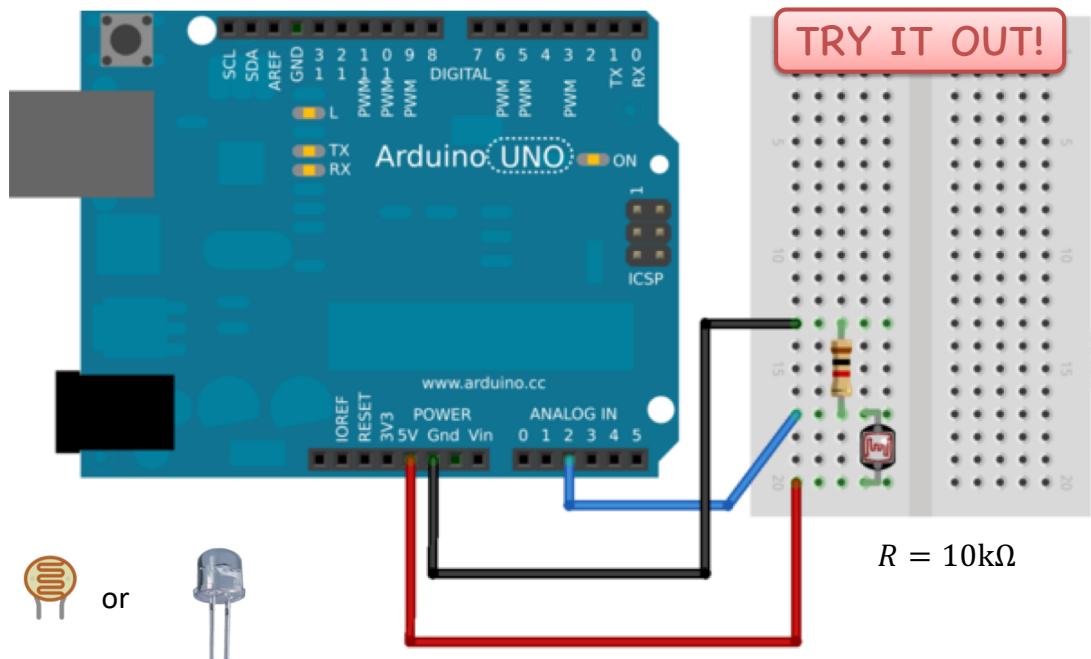 TRY IT OUT!
SCL
SDA
AREF
GND
13
12
PWM 11
PWM 10
PWM 9
8
7
PWM 6
PWM 5
4
PWM 3
2
TX 1
RX 0
DIGITAL
L
TX
RX
Arduino UNO
ON
1
ICSP
5 5
10 10
15 15
20 20
www.arduino.cc
POWER
ANALOG IN
IOREF
RESET
3V3
5V Gnd Vin
0 1 2 3 4 5
R = 10kΩ
or